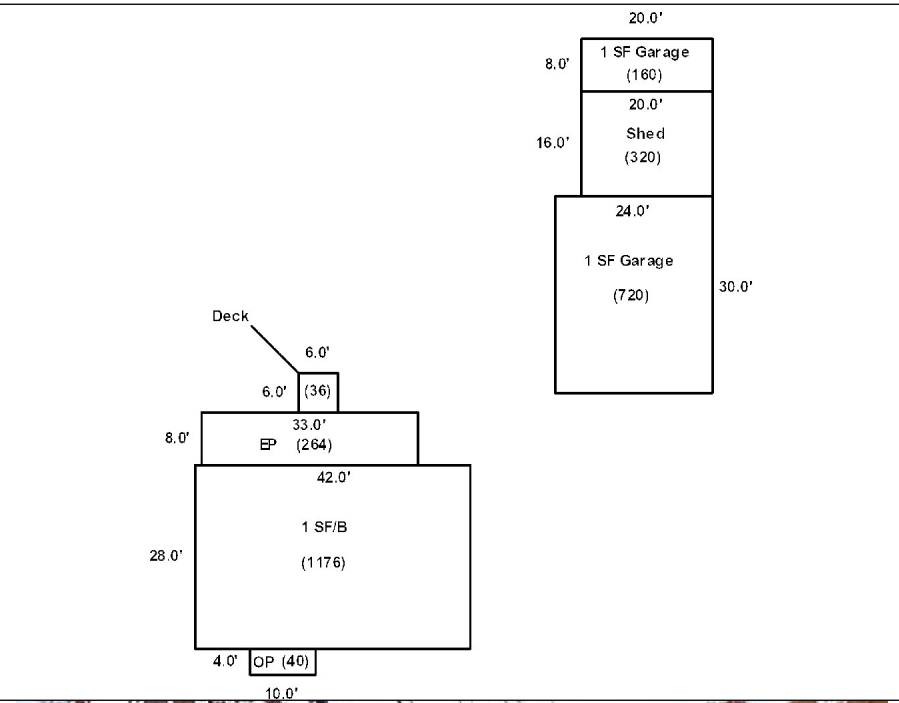 20.0'
8.0'
1 SF Garage
(160)
20.0'
16.0'
Shed
(320)
24.0'
1 SF Garage
(720)
30.0'
Deck
6.0'
6.0'
(36)
33.0'
8.0'
EP (264)
42.0'
1 SF/B
28.0'
(1176)
4.0'
OP (40)
10.0'